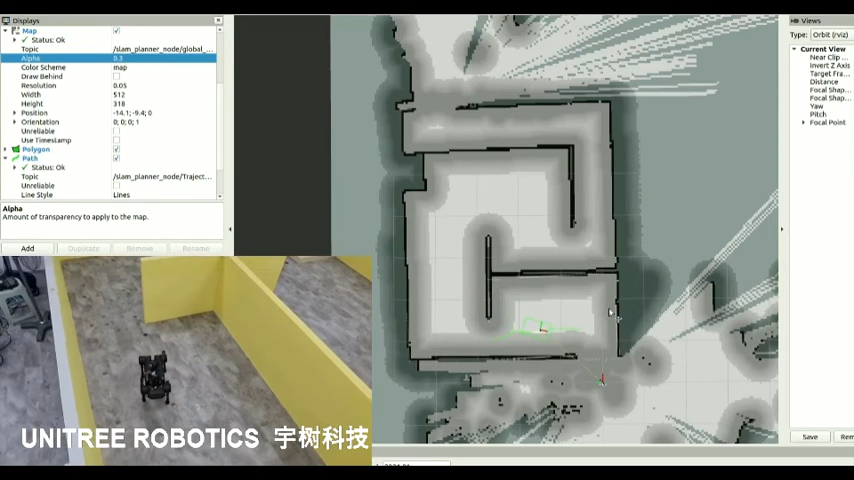 Displays
Map
Status: Ok
Topic
/slam_planner_node/global_...
Alpha
0.3
Color Scheme
map
Draw Behind
Resolution
0.05
Width
512
Height
318
Position
-14.1; -9.4; 0
Orientation
0; 0; 0; 1
Unreliable
Use Timestamp
Polygon
Path
Status: Ok
Topic
/slam_planner_node/Traject...
Unreliable
Line Style
Lines
Alpha
Amount of transparency to apply to the map.
Add
Duplicate
Remove
Rename
UNITREE ROBOTICS 宇树科技
Views
Type: Orbit (rviz)
Current View
Near Clip ...
Invert Z Axis
Target Fra...
Distance
Focal Shap...
Focal Shap...
Yaw
Pitch
Focal Point
Save
Rem